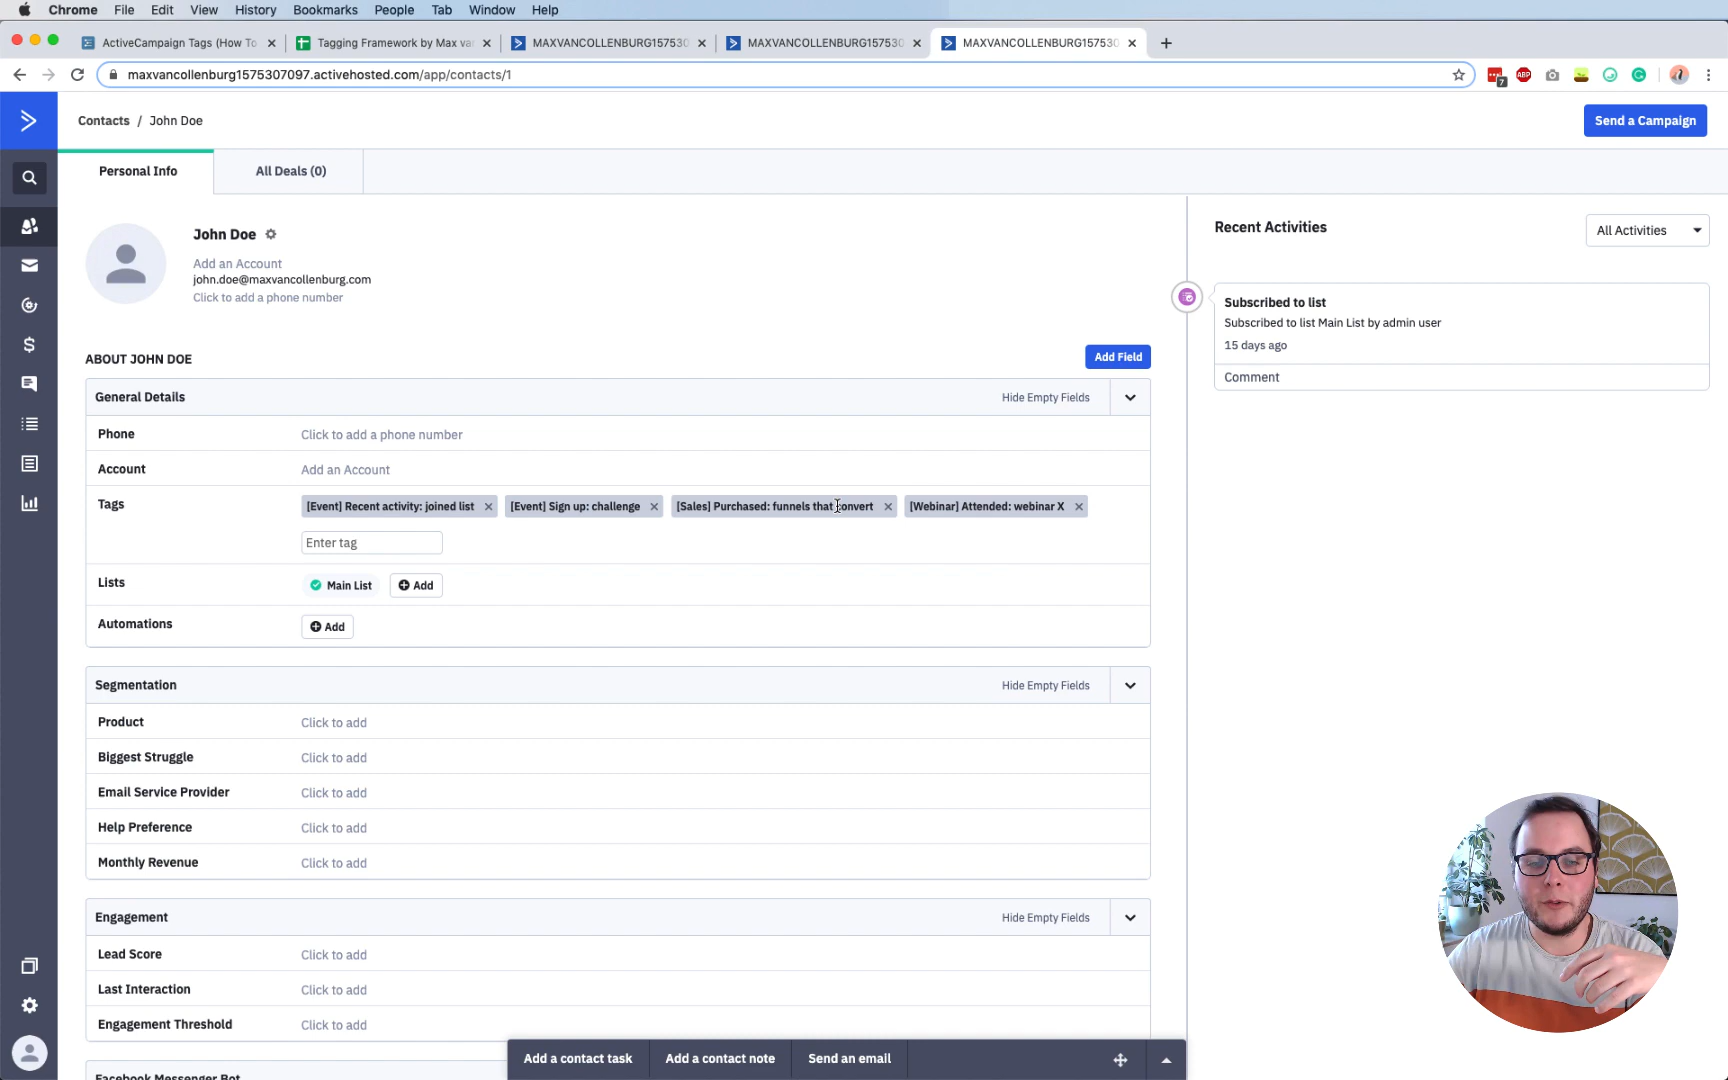 Chrome File Edit View History Bookmarks People Tab Window Help
ActiveCampaign Tags (How To
Tagging Framework by Max va
MAXVANCOLLENBURG157530
MAXVANCOLLENBURG157530
MAXVANCOLLENBURG157530
maxvancollenburg1575307097.activehosted.com/app/contacts/1
7
ABP
Contacts / John Doe
Send a Campaign
Personal Info
All Deals (0)
John Doe
Add an Account
john.doe@maxvancollenburg.com
Click to add a phone number
ABOUT JOHN DOE
Add Field
General Details
Hide Empty Fields
Phone
Click to add a phone number
Account
Add an Account
Tags
[Event] Recent activity: joined list
[Event] Sign up: challenge
[Sales] Purchased: funnels that convert
[Webinar] Attended: webinar X
Enter tag
Lists
Main List
Add
Automations
Add
Segmentation
Hide Empty Fields
Product
Click to add
Biggest Struggle
Click to add
Email Service Provider
Click to add
Help Preference
Click to add
Monthly Revenue
Click to add
Engagement
Hide Empty Fields
Lead Score
Click to add
Last Interaction
Click to add
Engagement Threshold
Click to add
Facebook Messenger Bot
Add a contact task
Add a contact note
Send an email
Recent Activities
All Activities
Subscribed to list
Subscribed to list Main List by admin user
15 days ago
Comment